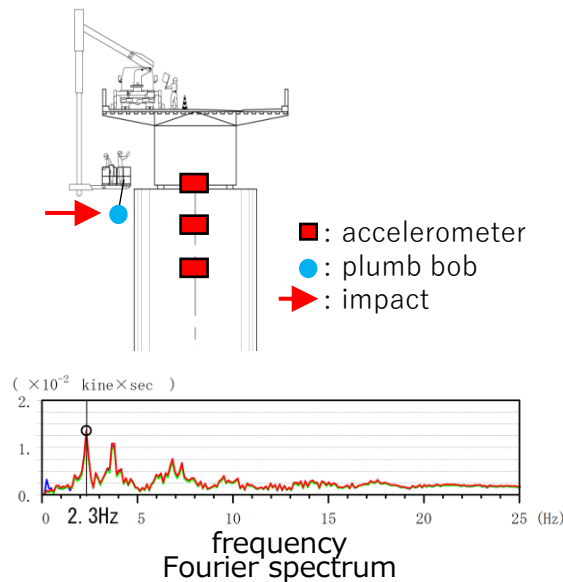 : accelerometer
: plumb bob
: impact
( ×10⁻² kine×sec )
2.
1.
0.
0 2.3Hz 5 10 15 20 25 (Hz)
frequency
Fourier spectrum